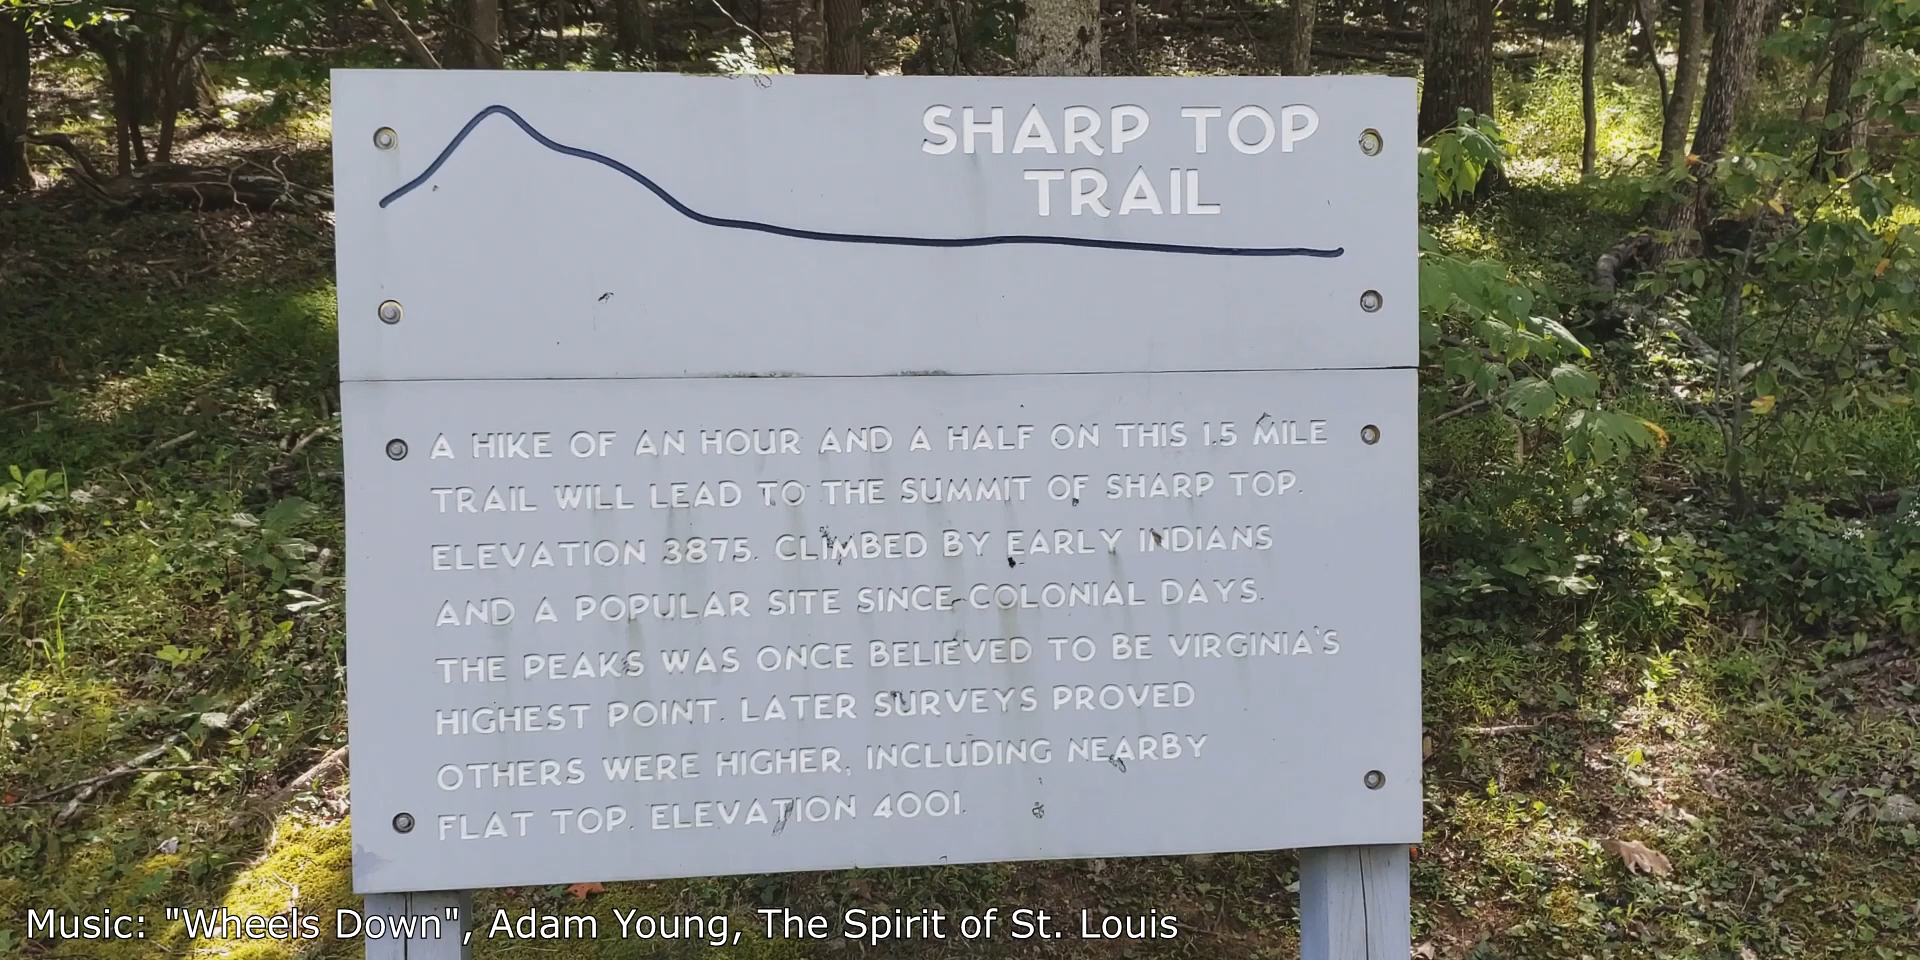 SHARP TOP
TRAIL
A HIKE OF AN HOUR AND A HALF ON THIS 1.5 MILE
TRAIL WILL LEAD TO THE SUMMIT OF SHARP TOP.
ELEVATION 3875. CLIMBED BY EARLY INDIANS
AND A POPULAR SITE SINCE COLONIAL DAYS.
THE PEAKS WAS ONCE BELIEVED TO BE VIRGINIA'S
HIGHEST POINT. LATER SURVEYS PROVED
OTHERS WERE HIGHER, INCLUDING NEARBY
FLAT TOP. ELEVATION 4001.
Music: "Wheels Down", Adam Young, The Spirit of St. Louis